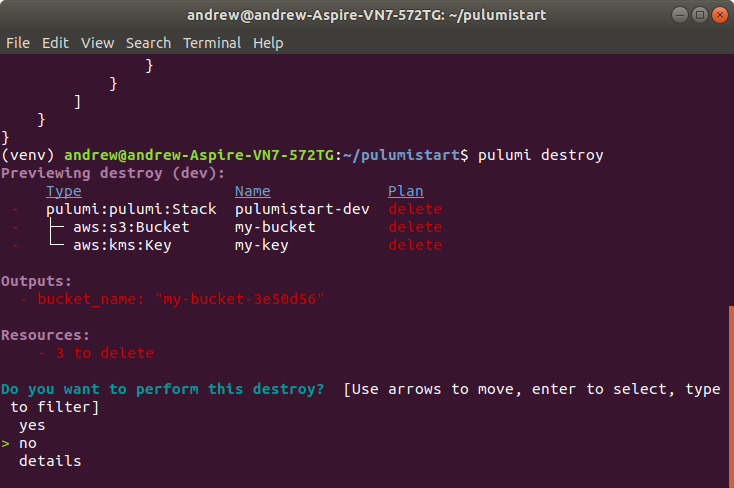 andrew@andrew-Aspire-VN7-572TG: ~/pulumistart
File Edit View Search Terminal Help
}
}
]
}
}
(venv) andrew@andrew-Aspire-VN7-572TG:~/pulumistart$ pulumi destroy
Previewing destroy (dev):
Type Name Plan
- pulumi:pulumi:Stack pulumistart-dev delete
- ├─ aws:s3:Bucket my-bucket delete
- └─ aws:kms:Key my-key delete
Outputs:
- bucket_name: "my-bucket-3e50d56"
Resources:
- 3 to delete
Do you want to perform this destroy? [Use arrows to move, enter to select, type
to filter]
yes
> no
details